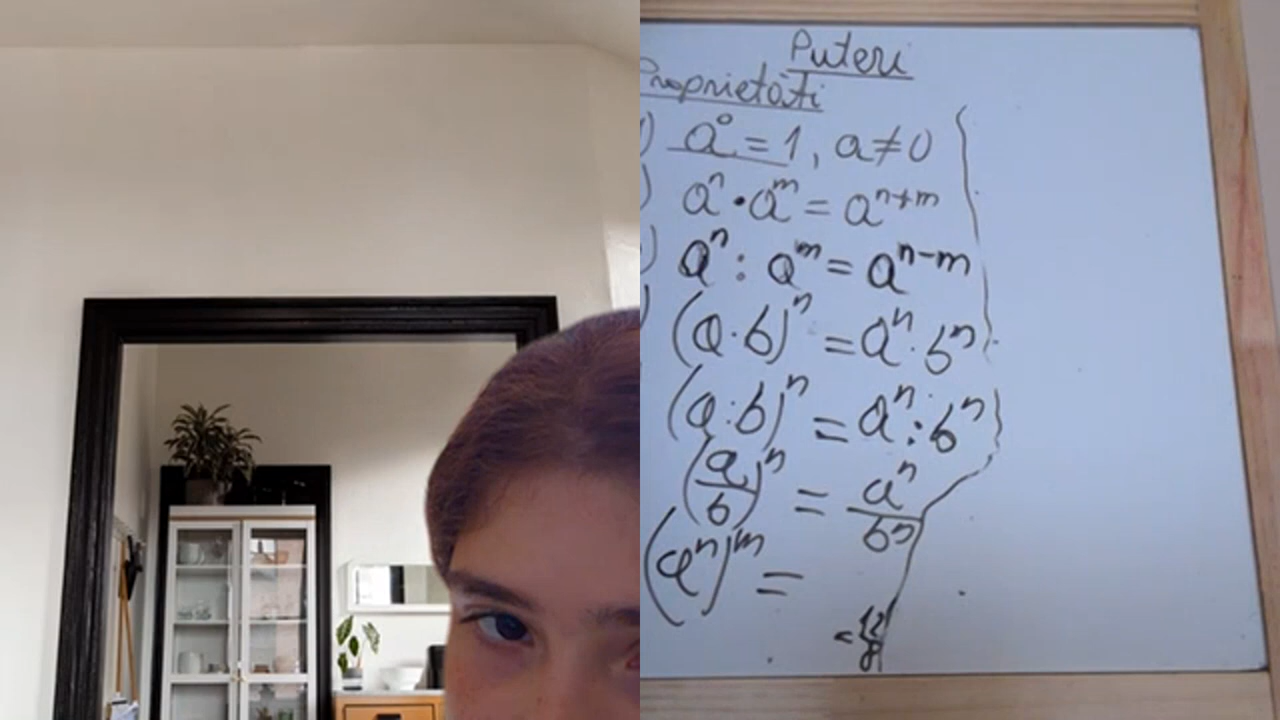 Puteri
Proprietăți
) a⁰ = 1, a ≠ 0
) aⁿ · aᵐ = aⁿ⁺ᵐ
) aⁿ : aᵐ = aⁿ⁻ᵐ
) (a·b)ⁿ = aⁿ · bⁿ
(a:b)ⁿ = aⁿ : bⁿ
(a/b)ⁿ = aⁿ/bⁿ
(aⁿ)ᵐ =